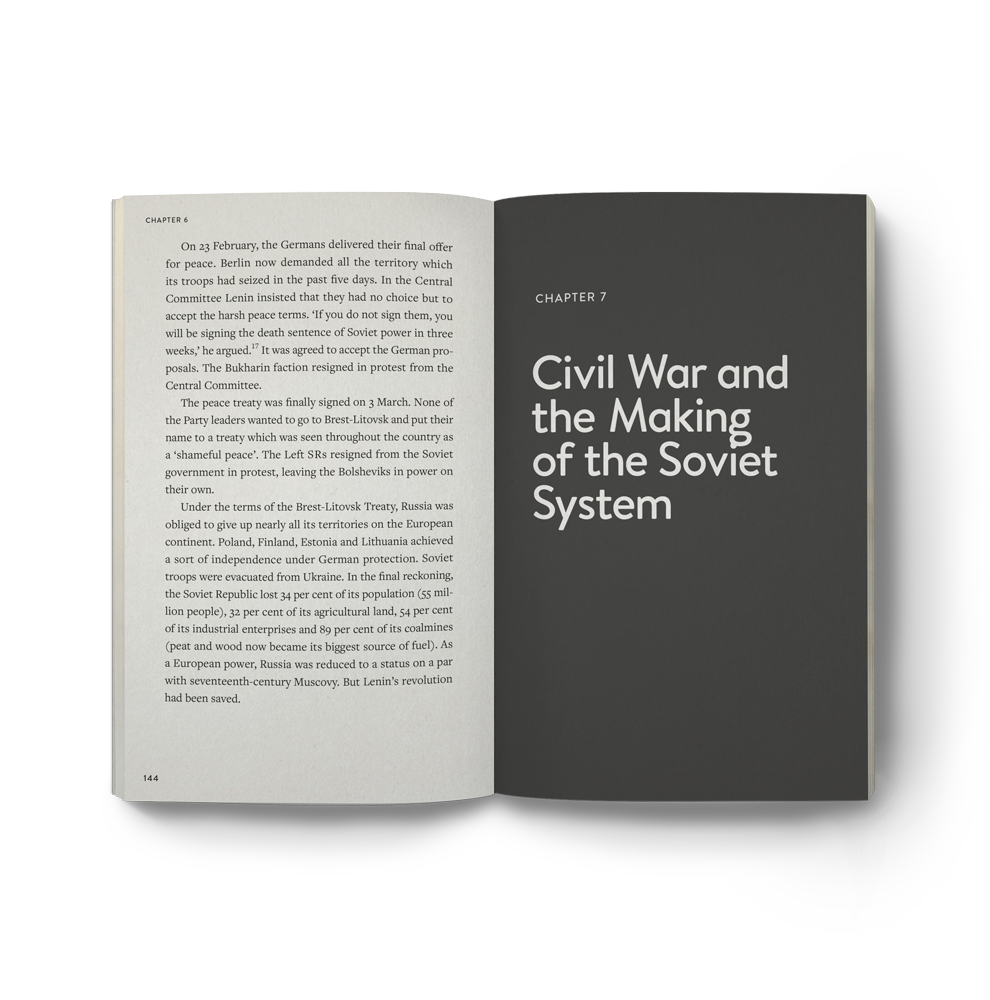 CHAPTER 6
On 23 February, the Germans delivered their final offer
for peace. Berlin now demanded all the territory which
its troops had seized in the past five days. In the Central
Committee Lenin insisted that they had no choice but to
accept the harsh peace terms. ‘If you do not sign them, you
will be signing the death sentence of Soviet power in three
weeks,’ he argued.17 It was agreed to accept the German pro-
posals. The Bukharin faction resigned in protest from the
Central Committee.
The peace treaty was finally signed on 3 March. None of
the Party leaders wanted to go to Brest-Litovsk and put their
name to a treaty which was seen throughout the country as
a ‘shameful peace’. The Left SRs resigned from the Soviet
government in protest, leaving the Bolsheviks in power on
their own.
Under the terms of the Brest-Litovsk Treaty, Russia was
obliged to give up nearly all its territories on the European
continent. Poland, Finland, Estonia and Lithuania achieved
a sort of independence under German protection. Soviet
troops were evacuated from Ukraine. In the final reckoning,
the Soviet Republic lost 34 per cent of its population (55 mil-
lion people), 32 per cent of its agricultural land, 54 per cent
of its industrial enterprises and 89 per cent of its coalmines
(peat and wood now became its biggest source of fuel). As
a European power, Russia was reduced to a status on a par
with seventeenth-century Muscovy. But Lenin’s revolution
had been saved.
144
CHAPTER 7
Civil War and
the Making
of the Soviet
System